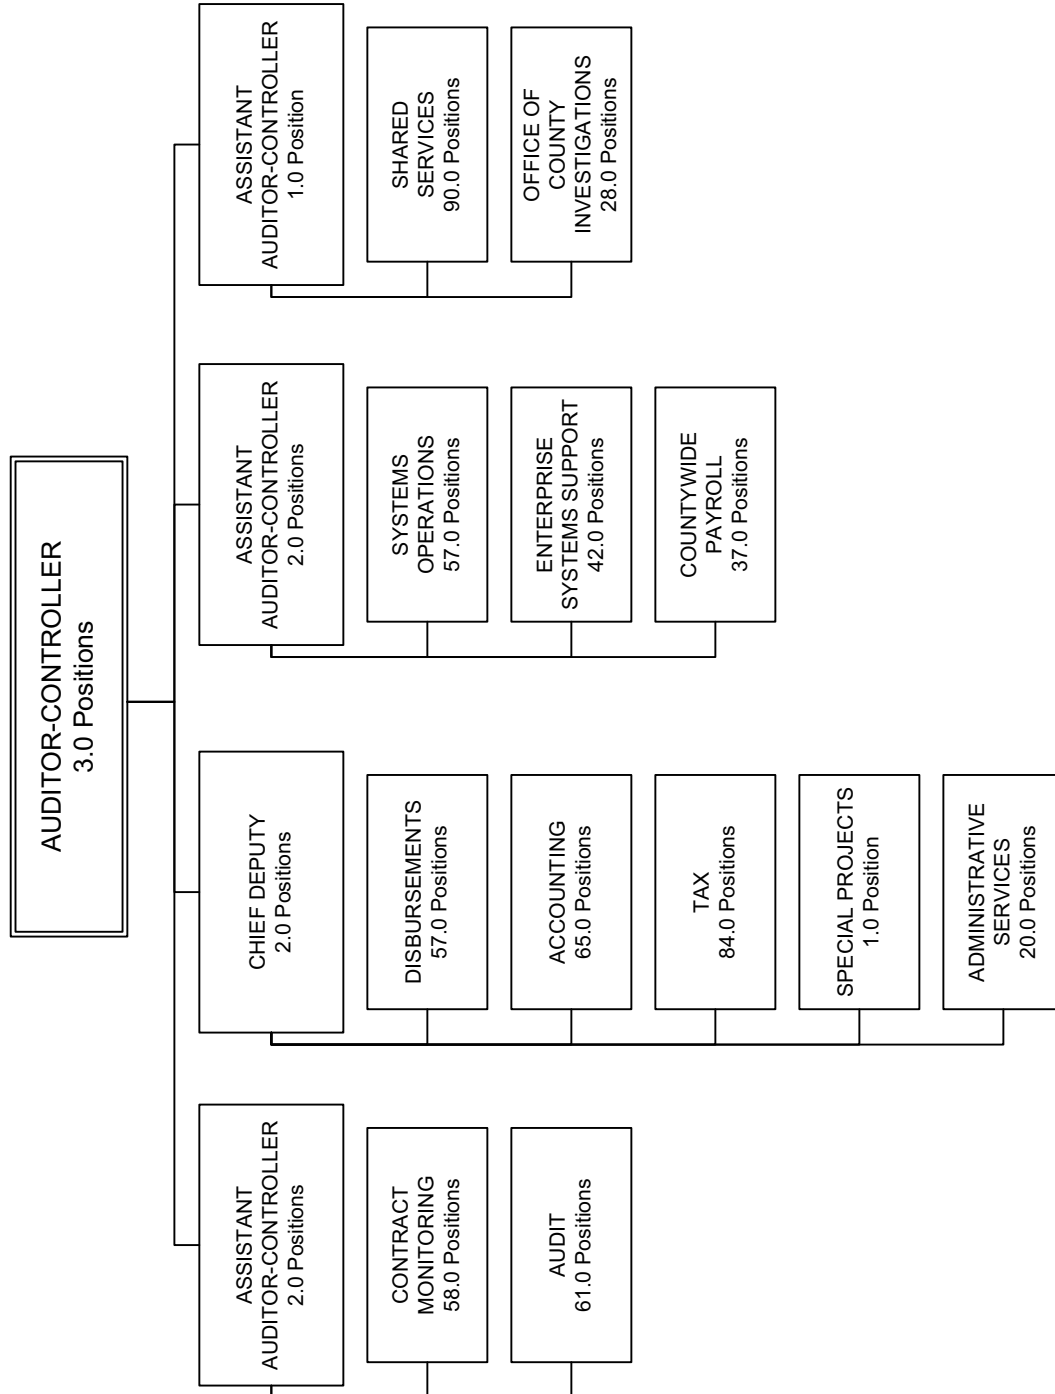 AUDITOR-CONTROLLER
3.0 Positions
ASSISTANT
AUDITOR-CONTROLLER
2.0 Positions
CONTRACT
MONITORING
58.0 Positions
AUDIT
61.0 Positions
CHIEF DEPUTY
2.0 Positions
DISBURSEMENTS
57.0 Positions
ACCOUNTING
65.0 Positions
TAX
84.0 Positions
SPECIAL PROJECTS
1.0 Position
ADMINISTRATIVE
SERVICES
20.0 Positions
ASSISTANT
AUDITOR-CONTROLLER
2.0 Positions
SYSTEMS
OPERATIONS
57.0 Positions
ENTERPRISE
SYSTEMS SUPPORT
42.0 Positions
COUNTYWIDE
PAYROLL
37.0 Positions
ASSISTANT
AUDITOR-CONTROLLER
1.0 Position
SHARED
SERVICES
90.0 Positions
OFFICE OF
COUNTY
INVESTIGATIONS
28.0 Positions